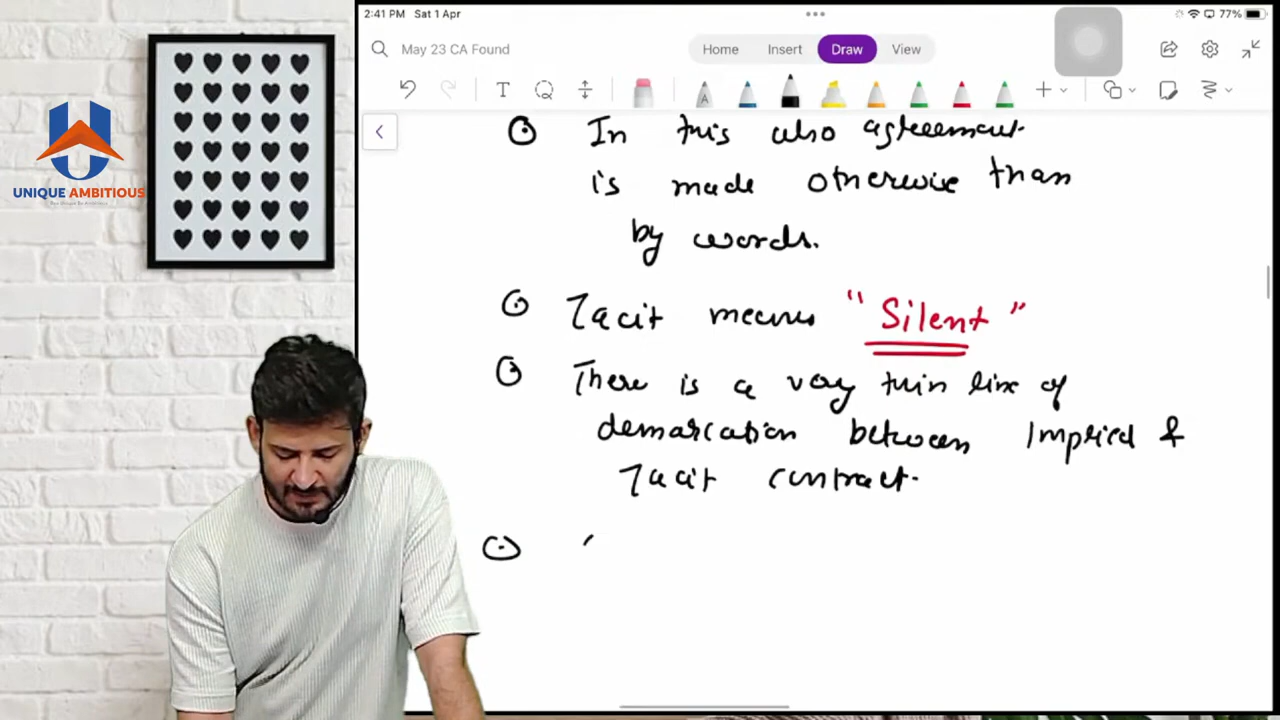 2:41 PM Sat 1 Apr
77%
May 23 CA Found
Home Insert Draw View
UNIQUE AMBITIOUS
In this also agreement
is made otherwise than
by words.
Tacit means "Silent"
There is a very thin line of
demarcation between Implied &
Tacit contract.